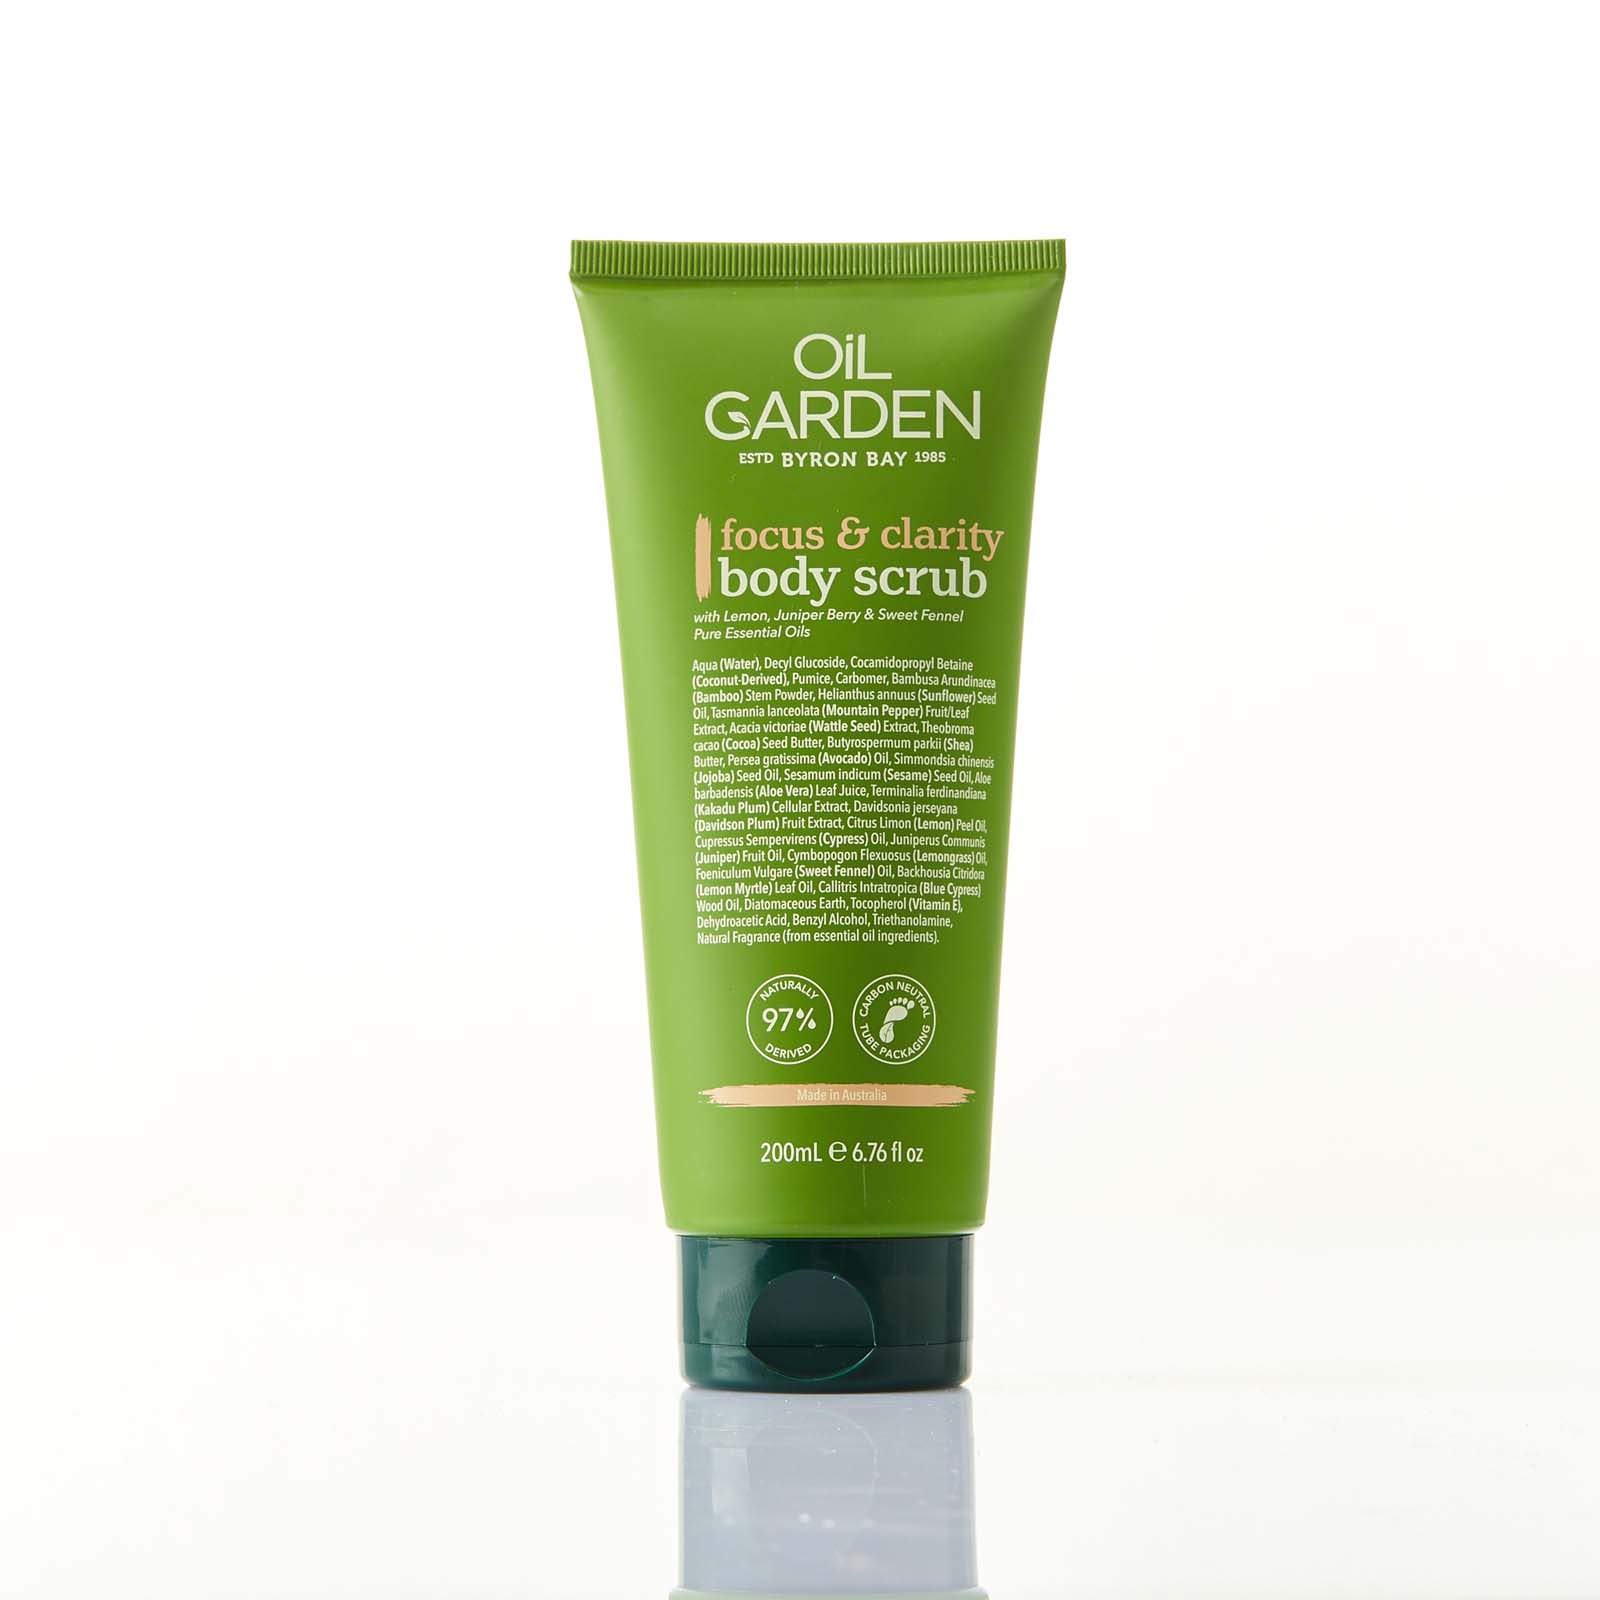 OiL
GARDEN
ESTD BYRON BAY 1985
focus & clarity
body scrub
with Lemon, Juniper Berry & Sweet Fennel
Pure Essential Oils
Aqua (Water), Decyl Glucoside, Cocamidopropyl Betaine
(Coconut-Derived), Pumice, Carbomer, Bambusa Arundinacea
(Bamboo) Stem Powder, Helianthus annuus (Sunflower) Seed
Oil, Tasmannia lanceolata (Mountain Pepper) Fruit/Leaf
Extract, Acacia victoriae (Wattle Seed) Extract, Theobroma
cacao (Cocoa) Seed Butter, Butyrospermum parkii (Shea)
Butter, Persea gratissima (Avocado) Oil, Simmondsia chinensis
(Jojoba) Seed Oil, Sesamum indicum (Sesame) Seed Oil, Aloe
barbadensis (Aloe Vera) Leaf Juice, Terminalia ferdinandiana
(Kakadu Plum) Cellular Extract, Davidsonia jerseyana
(Davidson Plum) Fruit Extract, Citrus Limon (Lemon) Peel Oil,
Cupressus Sempervirens (Cypress) Oil, Juniperus Communis
(Juniper) Fruit Oil, Cymbopogon Flexuosus (Lemongrass) Oil,
Foeniculum Vulgare (Sweet Fennel) Oil, Backhousia Citridora
(Lemon Myrtle) Leaf Oil, Callitris Intratropica (Blue Cypress)
Wood Oil, Diatomaceous Earth, Tocopherol (Vitamin E),
Dehydroacetic Acid, Benzyl Alcohol, Triethanolamine,
Natural Fragrance (from essential oil ingredients).
NATURALLY
97%
DERIVED
CARBON NEUTRAL
TUBE PACKAGING
Made in Australia
200mL ℮ 6.76 fl oz